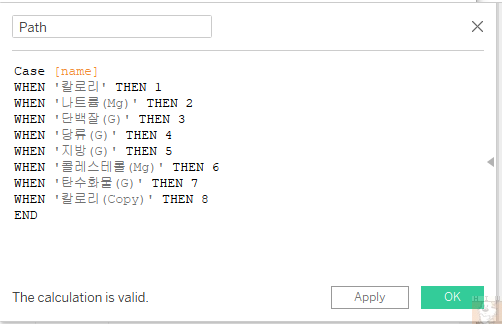 Path
Case [name]
WHEN '칼로리' THEN 1
WHEN '나트륨(Mg)' THEN 2
WHEN '단백잘(G)' THEN 3
WHEN '당류(G)' THEN 4
WHEN '지방(G)' THEN 5
WHEN '콜레스테롤(Mg)' THEN 6
WHEN '탄수화물(G)' THEN 7
WHEN '칼로리(Copy)' THEN 8
END
The calculation is valid.
Apply
OK